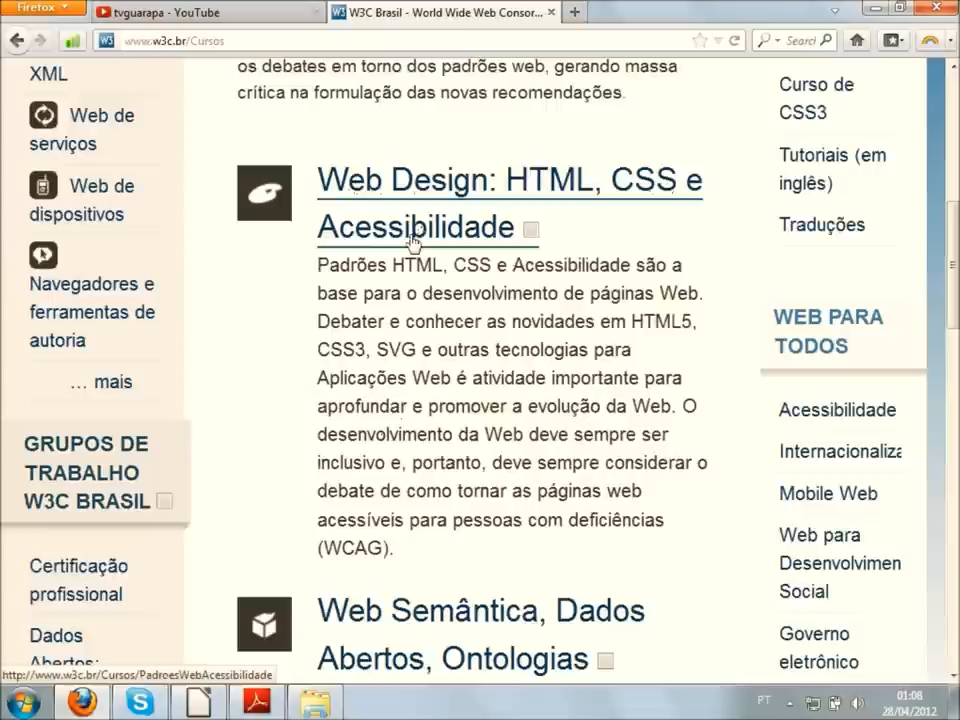 Firefox
tvguarapa - YouTube
W3C Brasil - World Wide Web Consor...
www.w3c.br/Cursos
Search
XML
Web de
serviços
Web de
dispositivos
Navegadores e
ferramentas de
autoria
… mais
GRUPOS DE
TRABALHO
W3C BRASIL
Certificação
profissional
Dados
Abertos:
os debates em torno dos padrões web, gerando massa
crítica na formulação das novas recomendações.
Web Design: HTML, CSS e
Acessibilidade
Padrões HTML, CSS e Acessibilidade são a
base para o desenvolvimento de páginas Web.
Debater e conhecer as novidades em HTML5,
CSS3, SVG e outras tecnologias para
Aplicações Web é atividade importante para
aprofundar e promover a evolução da Web. O
desenvolvimento da Web deve sempre ser
inclusivo e, portanto, deve sempre considerar o
debate de como tornar as páginas web
acessíveis para pessoas com deficiências
(WCAG).
Web Semântica, Dados
Abertos, Ontologias
Curso de
CSS3
Tutoriais (em
inglês)
Traduções
WEB PARA
TODOS
Acessibilidade
Internacionaliza
Mobile Web
Web para
Desenvolvimen
Social
Governo
eletrônico
http://www.w3c.br/Cursos/PadroesWebAcessibilidade
PT
01:08
28/04/2012